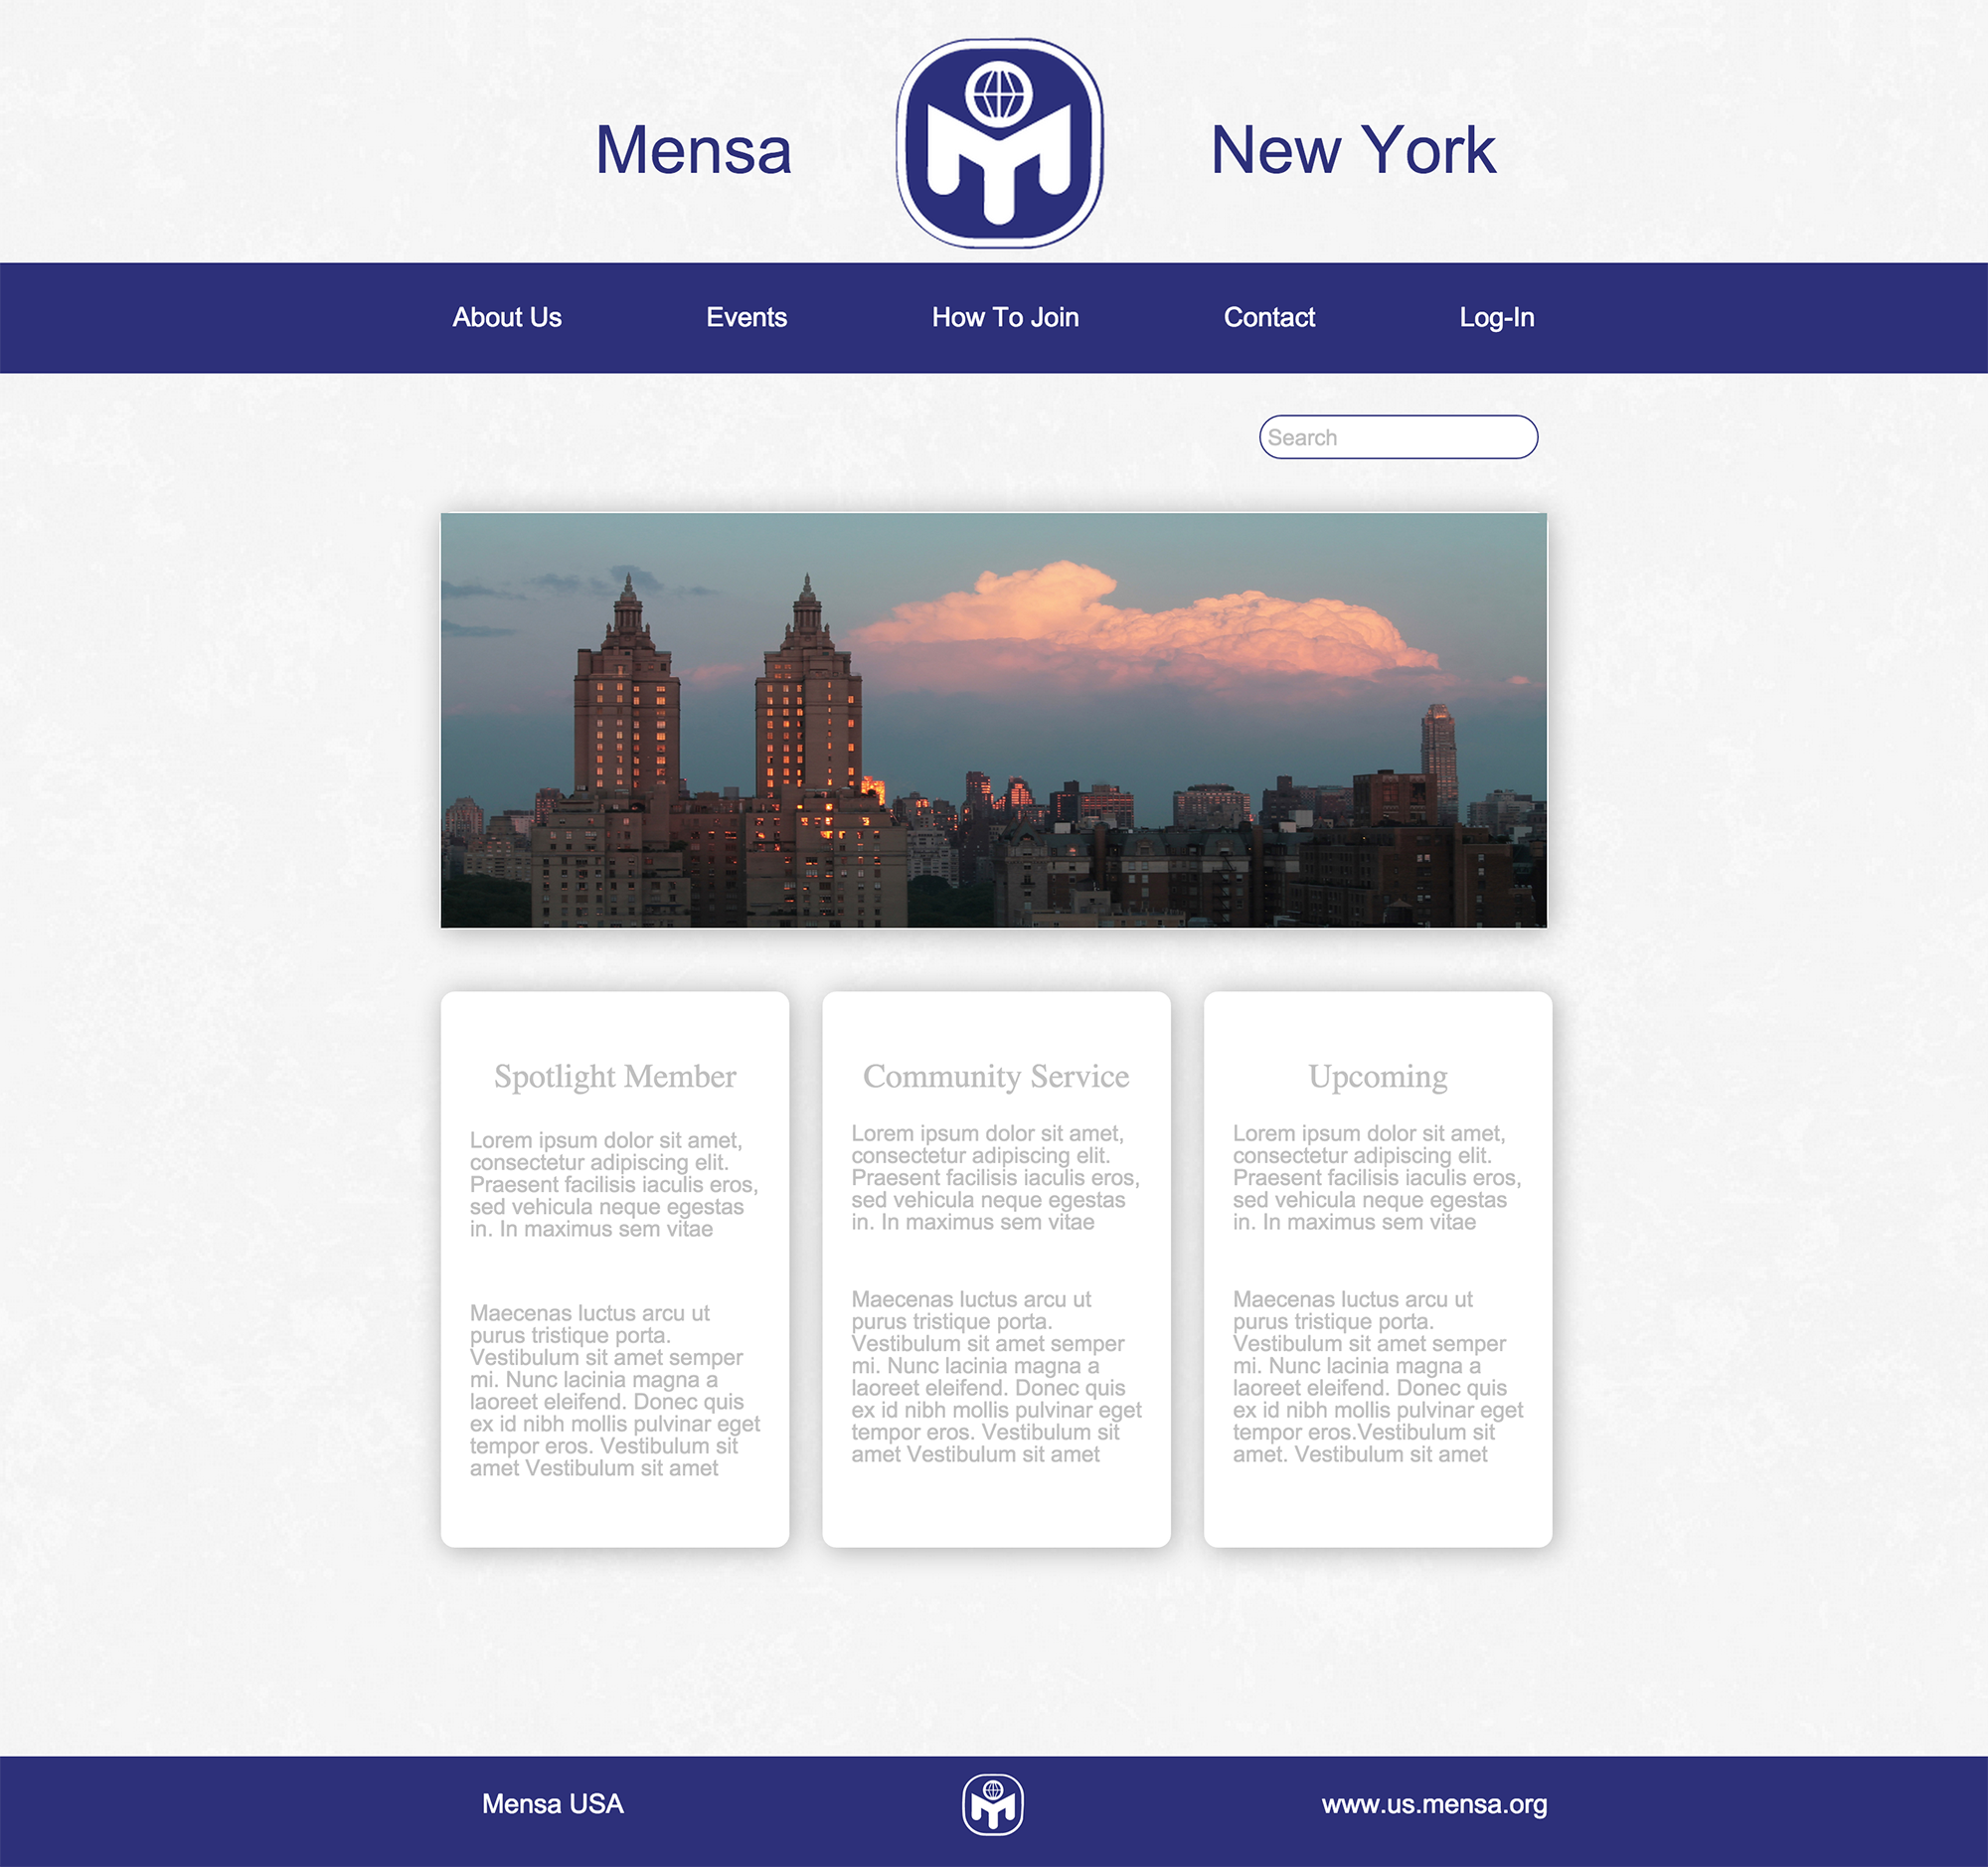 Mensa
New York
About Us
Events
How To Join
Contact
Log-In
Search
Spotlight Member
Lorem ipsum dolor sit amet,
consectetur adipiscing elit.
Praesent facilisis iaculis eros,
sed vehicula neque egestas
in. In maximus sem vitae
Maecenas luctus arcu ut
purus tristique porta.
Vestibulum sit amet semper
mi. Nunc lacinia magna a
laoreet eleifend. Donec quis
ex id nibh mollis pulvinar eget
tempor eros. Vestibulum sit
amet Vestibulum sit amet
Community Service
Lorem ipsum dolor sit amet,
consectetur adipiscing elit.
Praesent facilisis iaculis eros,
sed vehicula neque egestas
in. In maximus sem vitae
Maecenas luctus arcu ut
purus tristique porta.
Vestibulum sit amet semper
mi. Nunc lacinia magna a
laoreet eleifend. Donec quis
ex id nibh mollis pulvinar eget
tempor eros. Vestibulum sit
amet Vestibulum sit amet
Upcoming
Lorem ipsum dolor sit amet,
consectetur adipiscing elit.
Praesent facilisis iaculis eros,
sed vehicula neque egestas
in. In maximus sem vitae
Maecenas luctus arcu ut
purus tristique porta.
Vestibulum sit amet semper
mi. Nunc lacinia magna a
laoreet eleifend. Donec quis
ex id nibh mollis pulvinar eget
tempor eros.Vestibulum sit
amet. Vestibulum sit amet
Mensa USA
www.us.mensa.org